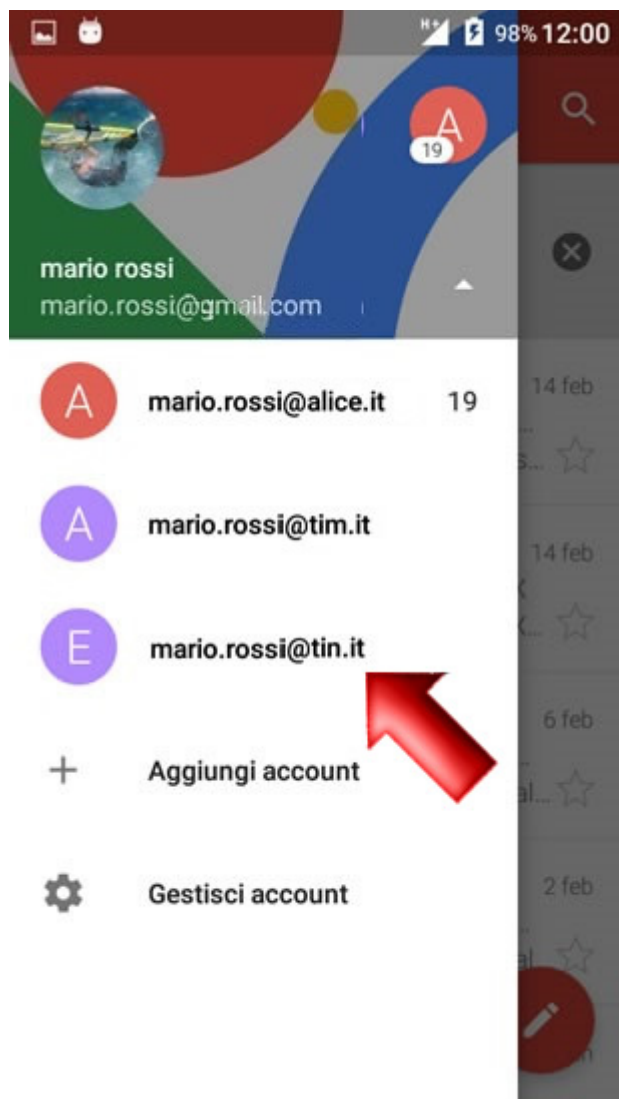 98% 12:00
A
19
mario rossi
mario.rossi@gmail.com
A mario.rossi@alice.it 19
A mario.rossi@tim.it
E mario.rossi@tin.it
Aggiungi account
Gestisci account
14 feb
14 feb
6 feb
2 feb